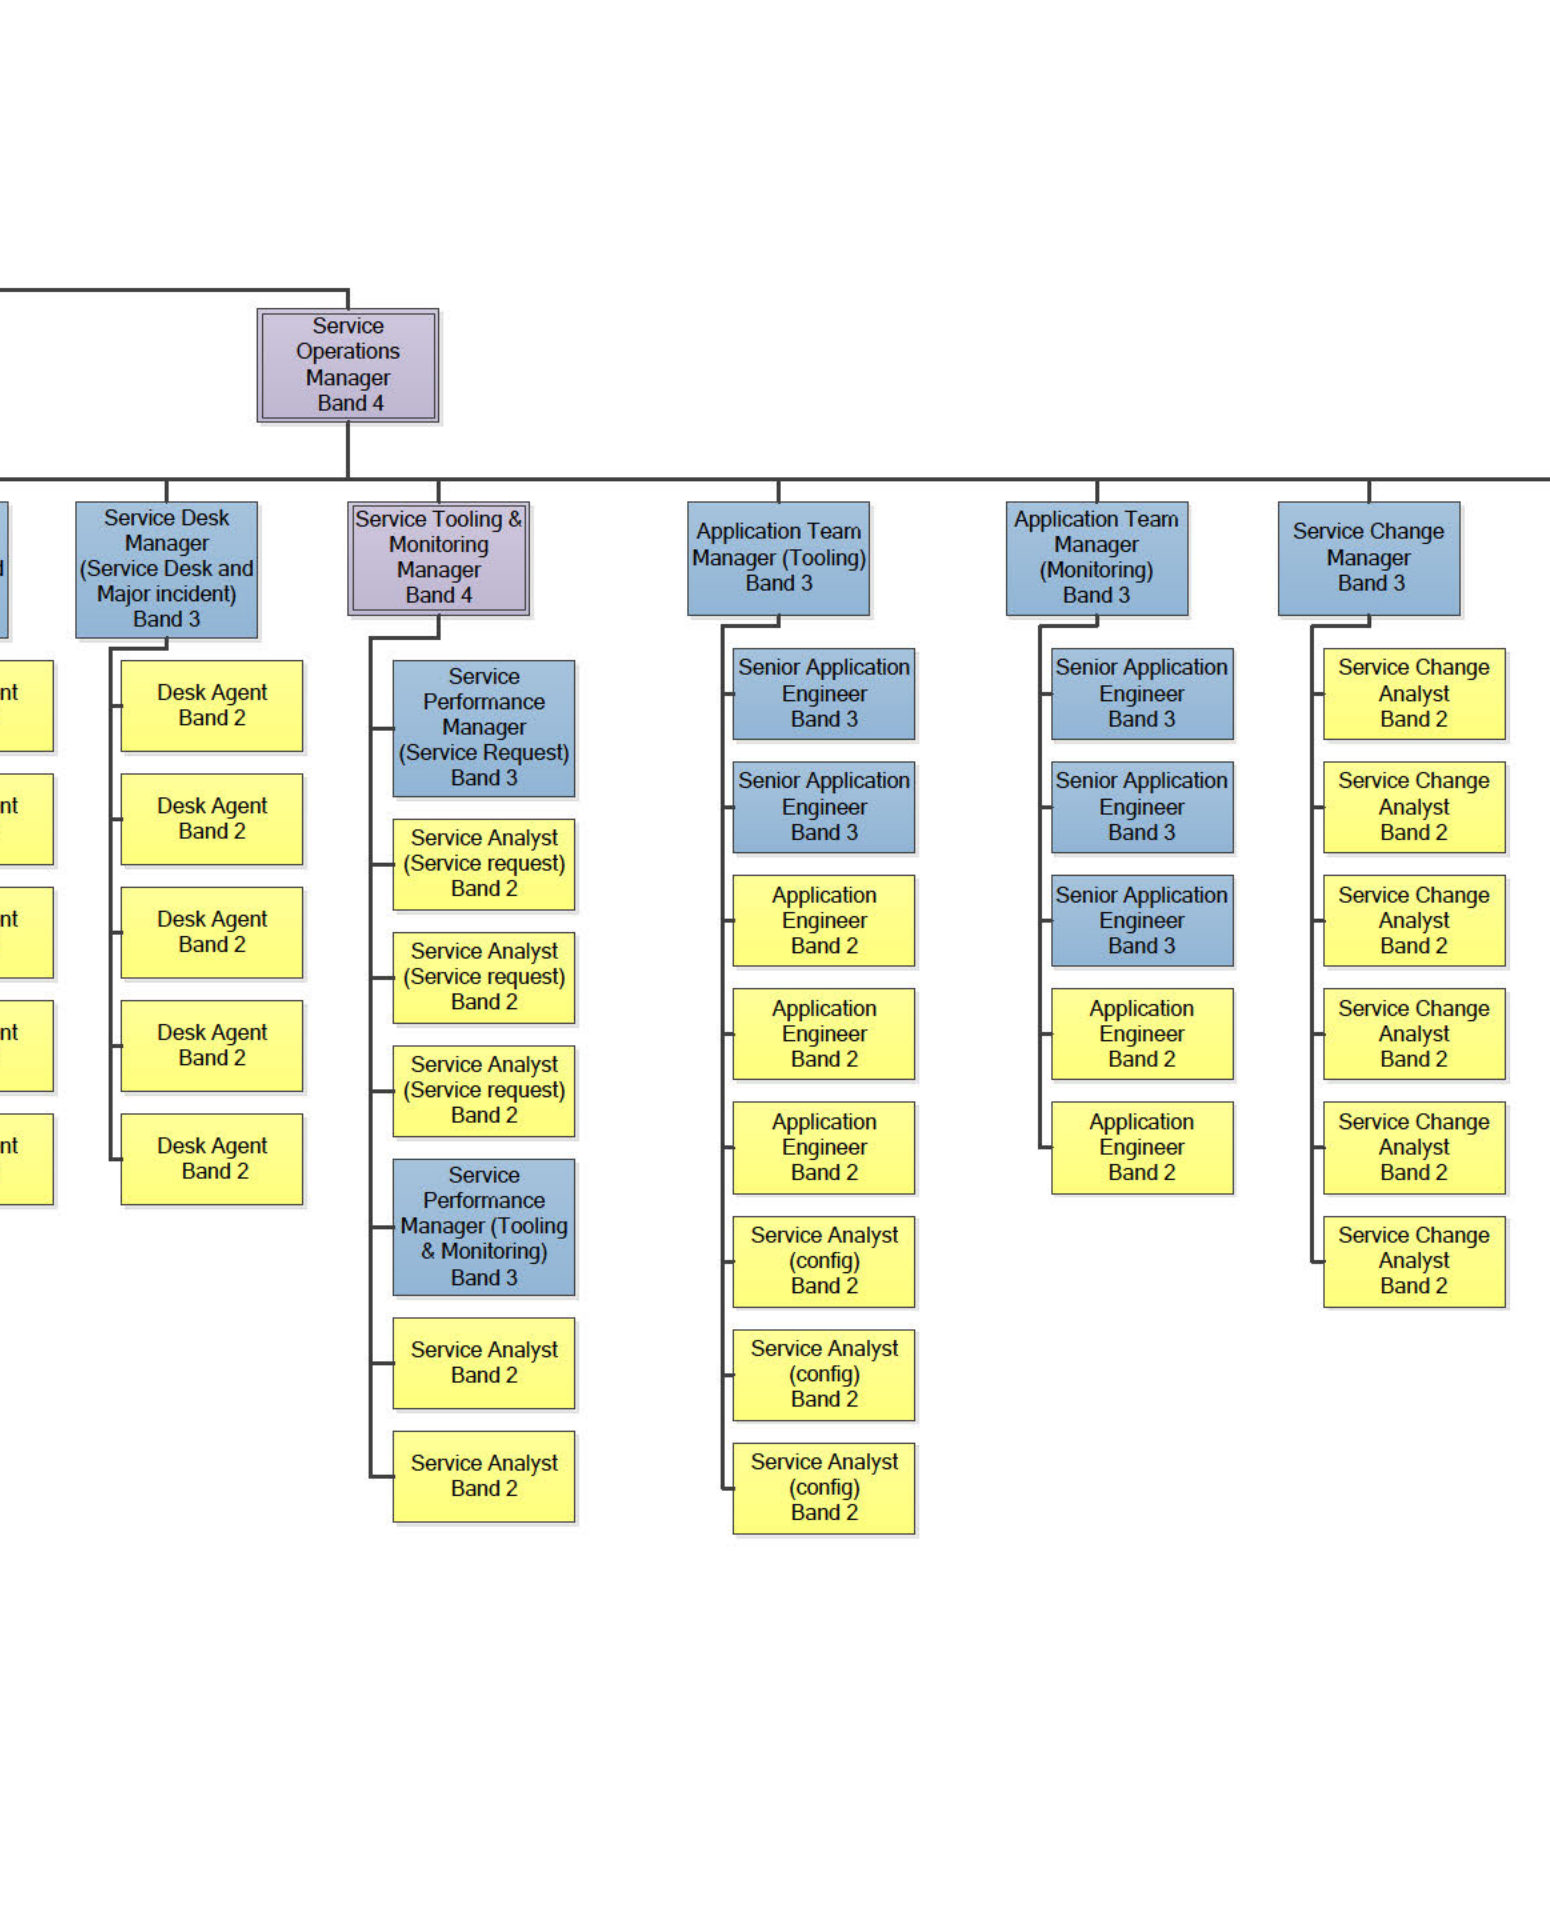 Service
Operations
Manager
Band 4
Service Desk
Manager
(Service Desk and
Major incident)
Band 3
Desk Agent
Band 2
Desk Agent
Band 2
Desk Agent
Band 2
Desk Agent
Band 2
Desk Agent
Band 2
Service Tooling &
Monitoring
Manager
Band 4
Service
Performance
Manager
(Service Request)
Band 3
Service Analyst
(Service request)
Band 2
Service Analyst
(Service request)
Band 2
Service Analyst
(Service request)
Band 2
Service
Performance
Manager (Tooling
& Monitoring)
Band 3
Service Analyst
Band 2
Service Analyst
Band 2
Application Team
Manager (Tooling)
Band 3
Senior Application
Engineer
Band 3
Senior Application
Engineer
Band 3
Application
Engineer
Band 2
Application
Engineer
Band 2
Application
Engineer
Band 2
Service Analyst
(config)
Band 2
Service Analyst
(config)
Band 2
Service Analyst
(config)
Band 2
Application Team
Manager
(Monitoring)
Band 3
Senior Application
Engineer
Band 3
Senior Application
Engineer
Band 3
Senior Application
Engineer
Band 3
Application
Engineer
Band 2
Application
Engineer
Band 2
Service Change
Manager
Band 3
Service Change
Analyst
Band 2
Service Change
Analyst
Band 2
Service Change
Analyst
Band 2
Service Change
Analyst
Band 2
Service Change
Analyst
Band 2
Service Change
Analyst
Band 2